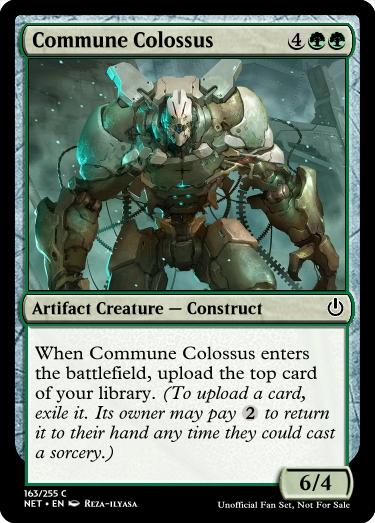 Commune Colossus 4
Artifact Creature — Construct
When Commune Colossus enters
the battlefield, upload the top card
of your library. (To upload a card,
exile it. Its owner may pay 2 to return
it to their hand any time they could cast
a sorcery.)
6/4
163/255 C
NET • EN REZA-ILYASA
Unofficial Fan Set, Not For Sale